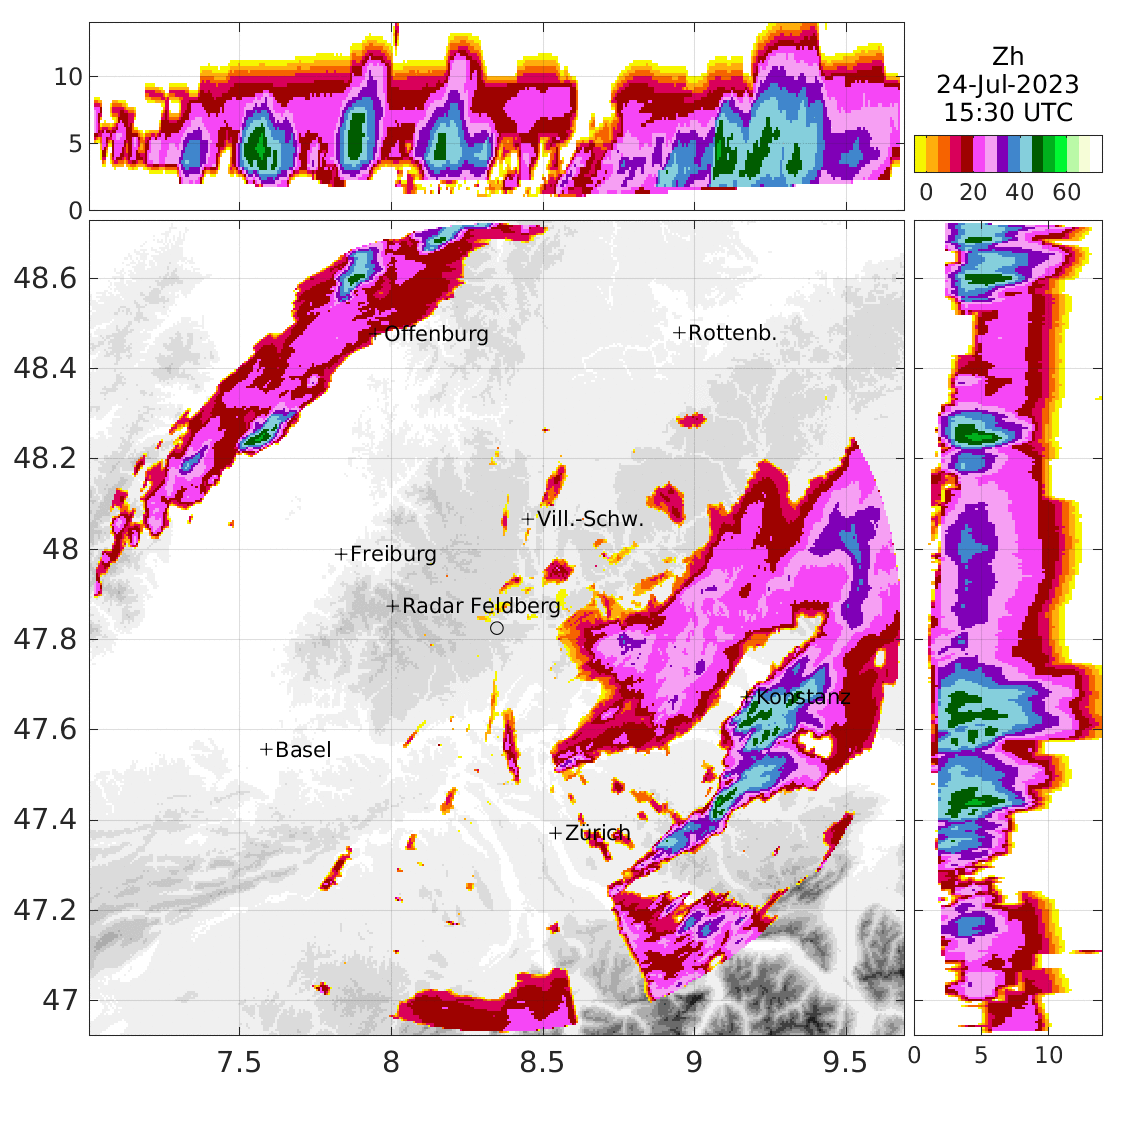 10
5
0
Zh
24-Jul-2023
15:30 UTC
0 20 40 60
48.6
48.4
48.2
48
47.8
47.6
47.4
47.2
47
Offenburg
Rottenb.
Vill.-Schw.
Freiburg
Radar Feldberg
Konstanz
Basel
Zürich
7.5 8 8.5 9 9.5
0 5 10